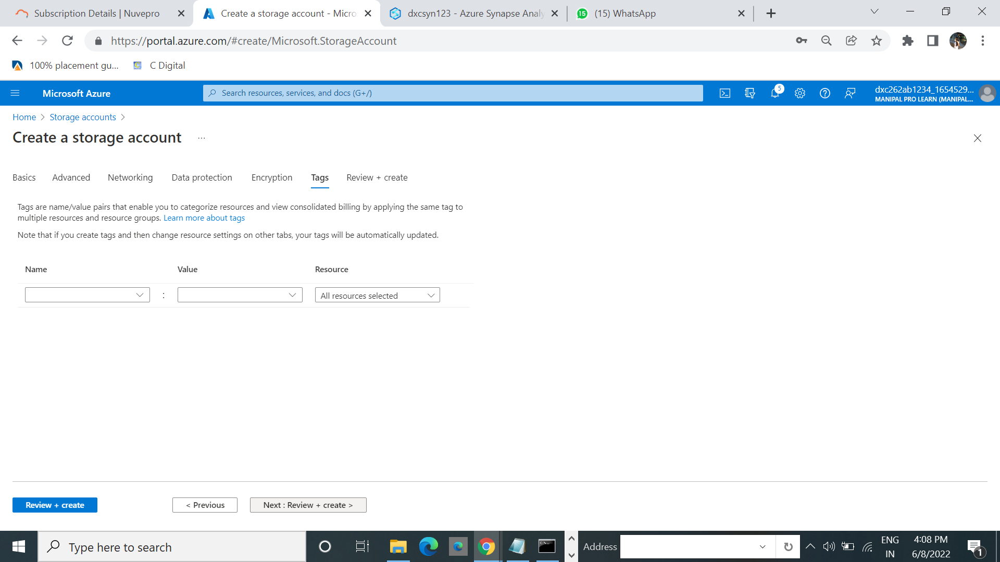 Subscription Details | Nuvepro
Create a storage account - Micro
dxcsyn123 - Azure Synapse Analy
15
(15) WhatsApp
https://portal.azure.com/#create/Microsoft.StorageAccount
100% placement gu...
C Digital
Microsoft Azure
Search resources, services, and docs (G+/)
5
dxc262ab1234_1654529...
MANIPAL PRO LEARN (MANIPAL...
Home > Storage accounts >
Create a storage account ...
Basics
Advanced
Networking
Data protection
Encryption
Tags
Review + create
Tags are name/value pairs that enable you to categorize resources and view consolidated billing by applying the same tag to
multiple resources and resource groups. Learn more about tags
Note that if you create tags and then change resource settings on other tabs, your tags will be automatically updated.
Name
Value
Resource
:
All resources selected
Review + create
< Previous
Next : Review + create >
Type here to search
Address
ENG
IN
4:08 PM
6/8/2022
1